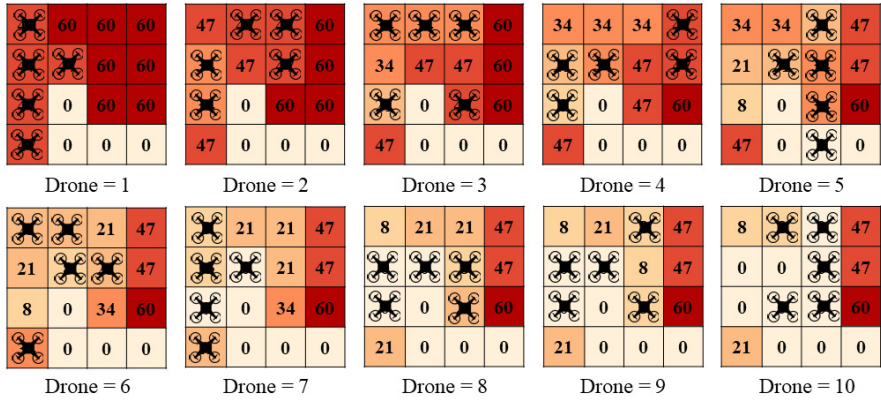 60 60 60
60 60
0 60 60
0 0 0
Drone = 1
47 60
47 60
0 60 60
47 0 0 0
Drone = 2
60
34 47 47 60
0 60
47 0 0 0
Drone = 3
34 34 34
47
0 47 60
47 0 0 0
Drone = 4
34 34 47
21 47
8 0 60
47 0 0
Drone = 5
21 47
21 47
8 0 34 60
0 0 0
Drone = 6
21 21 47
21 47
0 34 60
0 0 0
Drone = 7
8 21 21 47
47
0 60
21 0 0 0
Drone = 8
8 21 47
8 47
0 60
21 0 0 0
Drone = 9
8 47
0 0 47
0 60
21 0 0 0
Drone = 10